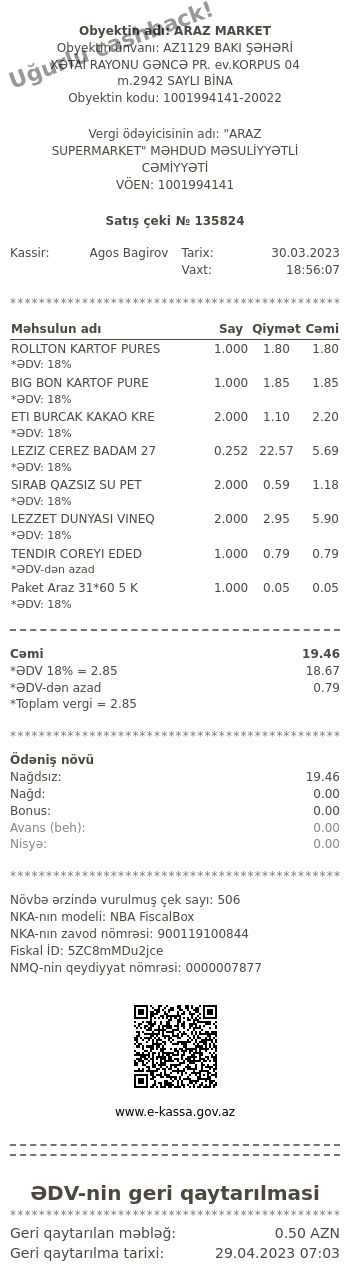 Uğurlu cashback!
Obyektin adı: ARAZ MARKET
Obyektin ünvanı: AZ1129 BAKI ŞƏHƏRİ
XƏTAİ RAYONU GƏNCƏ PR. ev.KORPUS 04
m.2942 SAYLI BİNA
Obyektin kodu: 1001994141-20022
Vergi ödəyicisinin adı: "ARAZ
SUPERMARKET" MƏHDUD MƏSULİYYƏTLİ
CƏMİYYƏTİ
VÖEN: 1001994141
Satış çeki № 135824
Kassir: Agos Bagirov Tarix: 30.03.2023
Vaxt: 18:56:07
********************************************
Məhsulun adı Say Qiymət Cəmi
ROLLTON KARTOF PURES 1.000 1.80 1.80
*ƏDV: 18%
BIG BON KARTOF PURE 1.000 1.85 1.85
*ƏDV: 18%
ETI BURCAK KAKAO KRE 2.000 1.10 2.20
*ƏDV: 18%
LEZIZ CEREZ BADAM 27 0.252 22.57 5.69
*ƏDV: 18%
SIRAB QAZSIZ SU PET 2.000 0.59 1.18
*ƏDV: 18%
LEZZET DUNYASI VINEQ 2.000 2.95 5.90
*ƏDV: 18%
TENDIR COREYI EDED 1.000 0.79 0.79
*ƏDV-dən azad
Paket Araz 31*60 5 K 1.000 0.05 0.05
*ƏDV: 18%
Cəmi 19.46
*ƏDV 18% = 2.85 18.67
*ƏDV-dən azad 0.79
*Toplam vergi = 2.85
********************************************
Ödəniş növü
Nağdsız: 19.46
Nağd: 0.00
Bonus: 0.00
Avans (beh): 0.00
Nisyə: 0.00
********************************************
Növbə ərzində vurulmuş çek sayı: 506
NKA-nın modeli: NBA FiscalBox
NKA-nın zavod nömrəsi: 900119100844
Fiskal İD: 5ZC8mMDu2jce
NMQ-nin qeydiyyat nömrəsi: 0000007877
www.e-kassa.gov.az
ƏDV-nin geri qaytarılması
********************************************
Geri qaytarılan məbləğ: 0.50 AZN
Geri qaytarılma tarixi: 29.04.2023 07:03